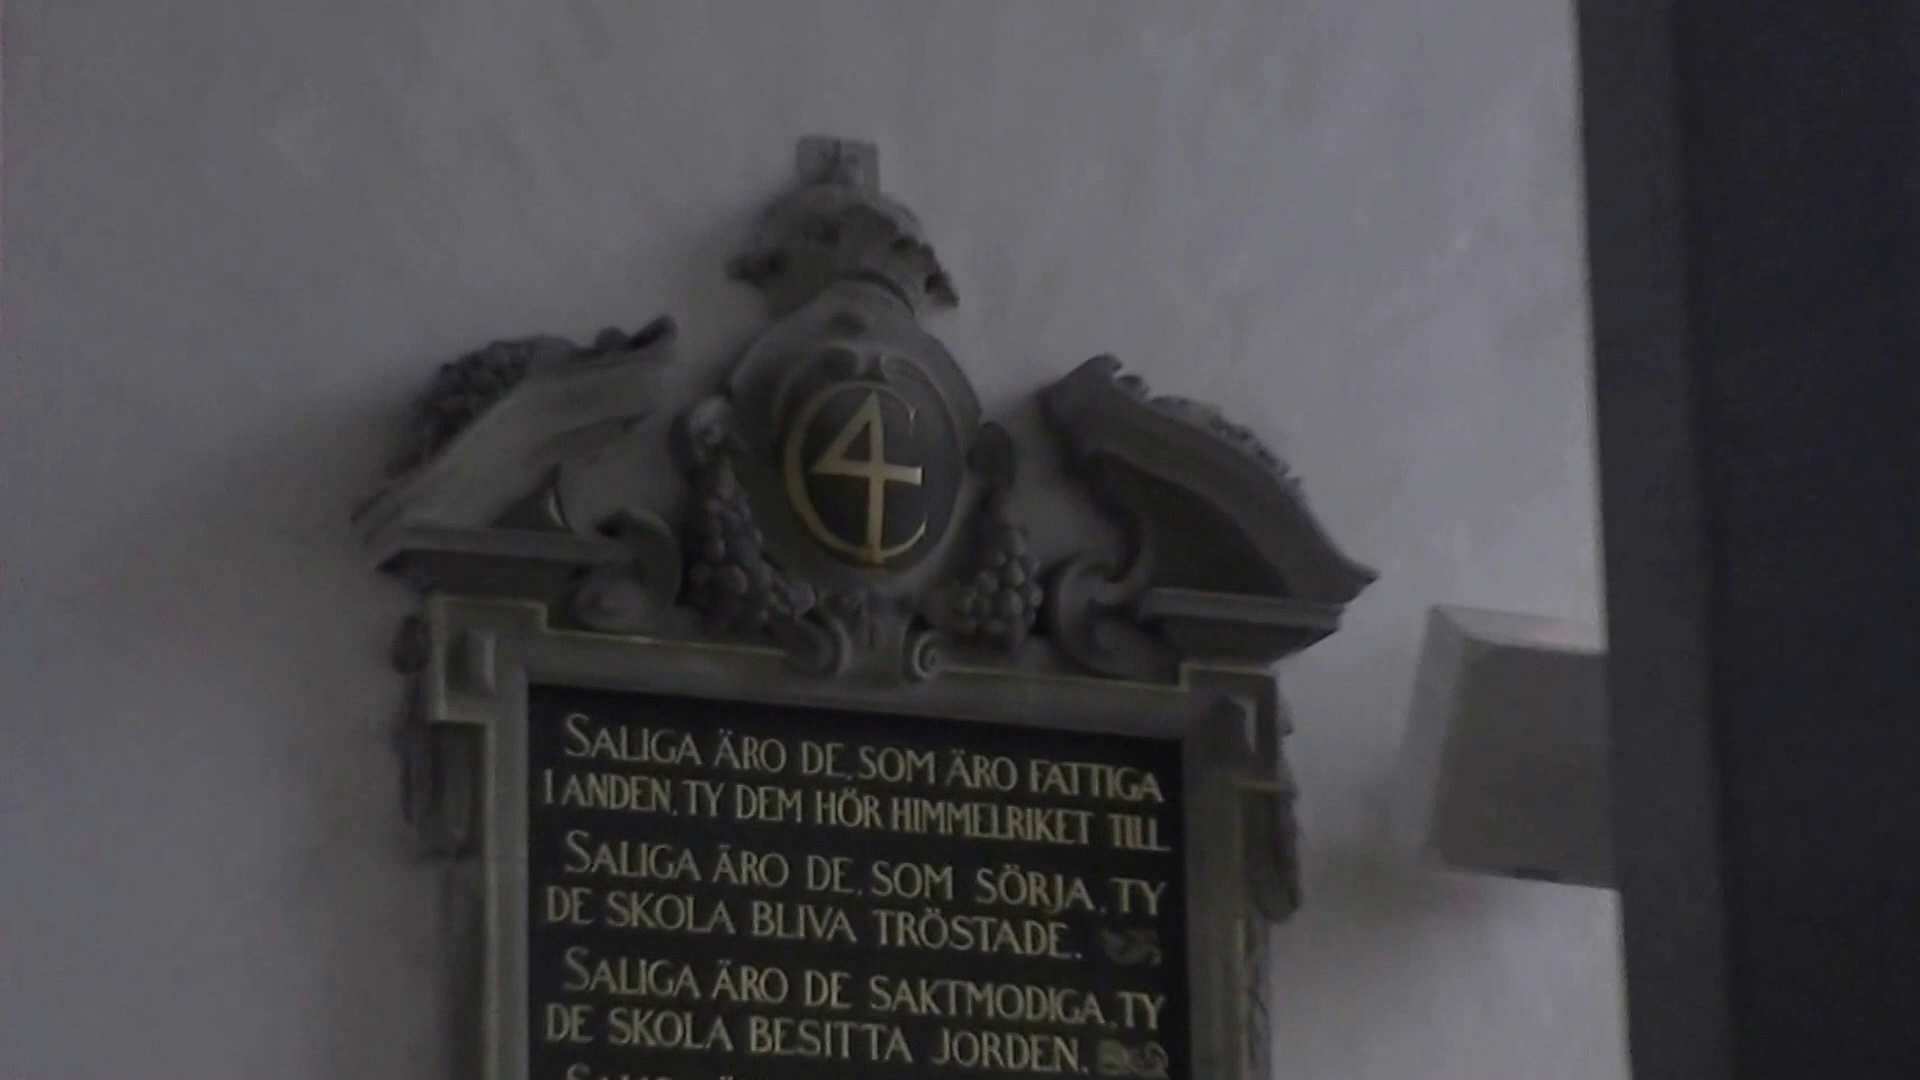 C4
SALIGA ÄRO DE, SOM ÄRO FATTIGA
I ANDEN, TY DEM HÖR HIMMELRIKET TILL
SALIGA ÄRO DE, SOM SÖRJA, TY
DE SKOLA BLIVA TRÖSTADE.
SALIGA ÄRO DE SAKTMODIGA, TY
DE SKOLA BESITTA JORDEN.